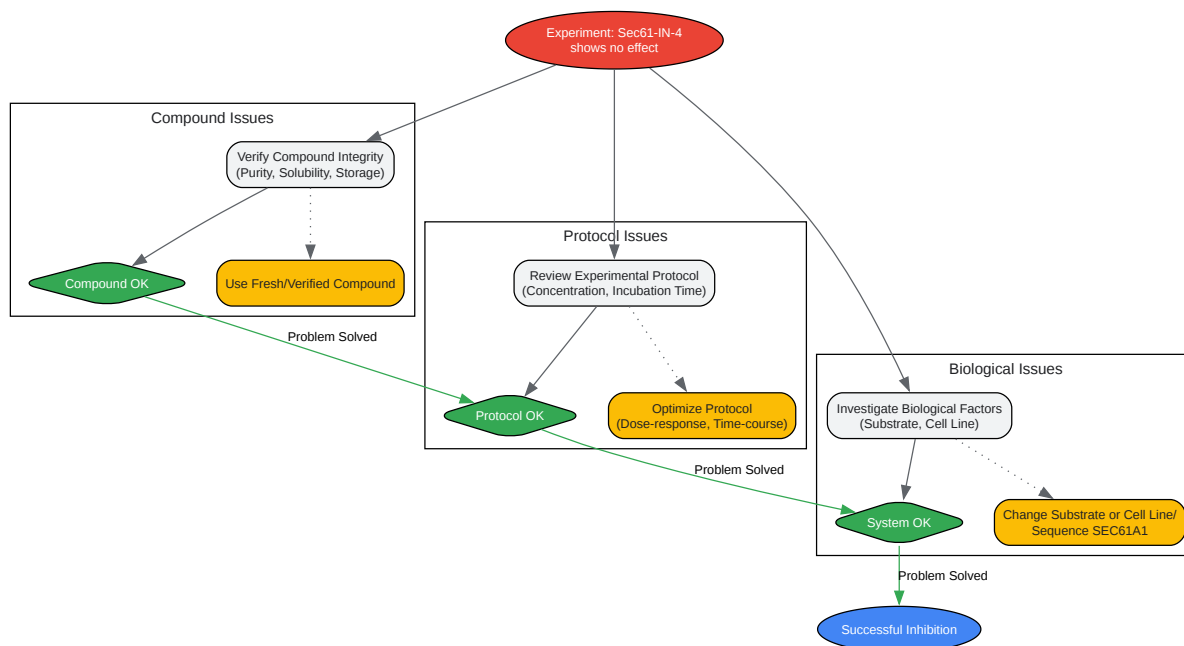 Experiment: Sec61-IN-4
shows no effect
Compound Issues
Verify Compound Integrity
(Purity, Solubility, Storage)
Compound OK
Use Fresh/Verified Compound
Problem Solved
Protocol Issues
Review Experimental Protocol
(Concentration, Incubation Time)
Protocol OK
Optimize Protocol
(Dose-response, Time-course)
Problem Solved
Biological Issues
Investigate Biological Factors
(Substrate, Cell Line)
System OK
Change Substrate or Cell Line/
Sequence SEC61A1
Problem Solved
Successful Inhibition